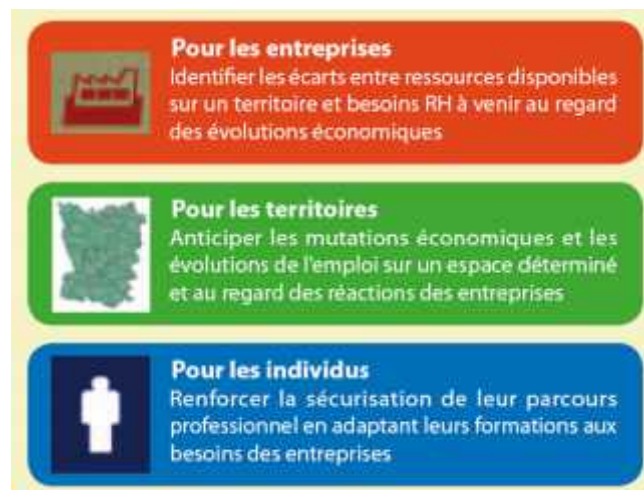 Pour les entreprises
Identifier les écarts entre ressources disponibles
sur un territoire et besoins RH à venir au regard
des évolutions économiques
Pour les territoires
Anticiper les mutations économiques et les
évolutions de l'emploi sur un espace déterminé
et au regard des réactions des entreprises
Pour les individus
Renforcer la sécurisation de leur parcours
professionnel en adaptant leurs formations aux
besoins des entreprises